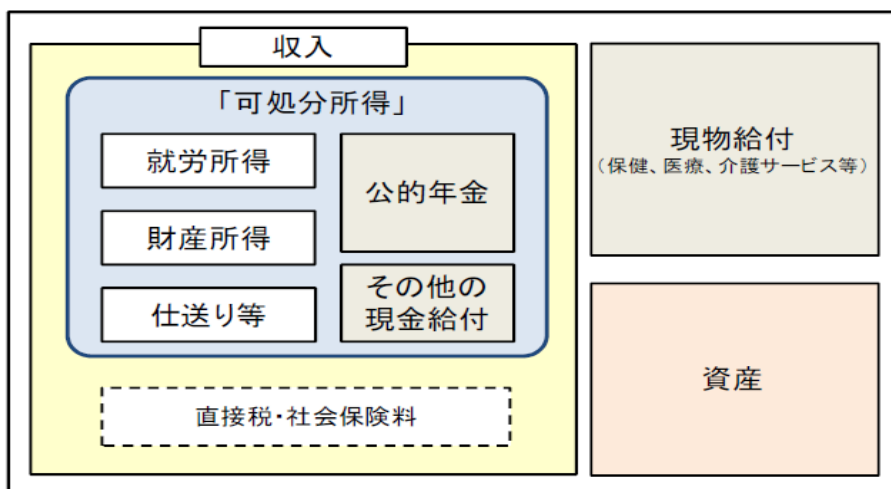 収入
「可処分所得」
就労所得
財産所得
仕送り等
公的年金
その他の
現金給付
直接税・社会保険料
現物給付
（保健、医療、介護サービス等）
資産